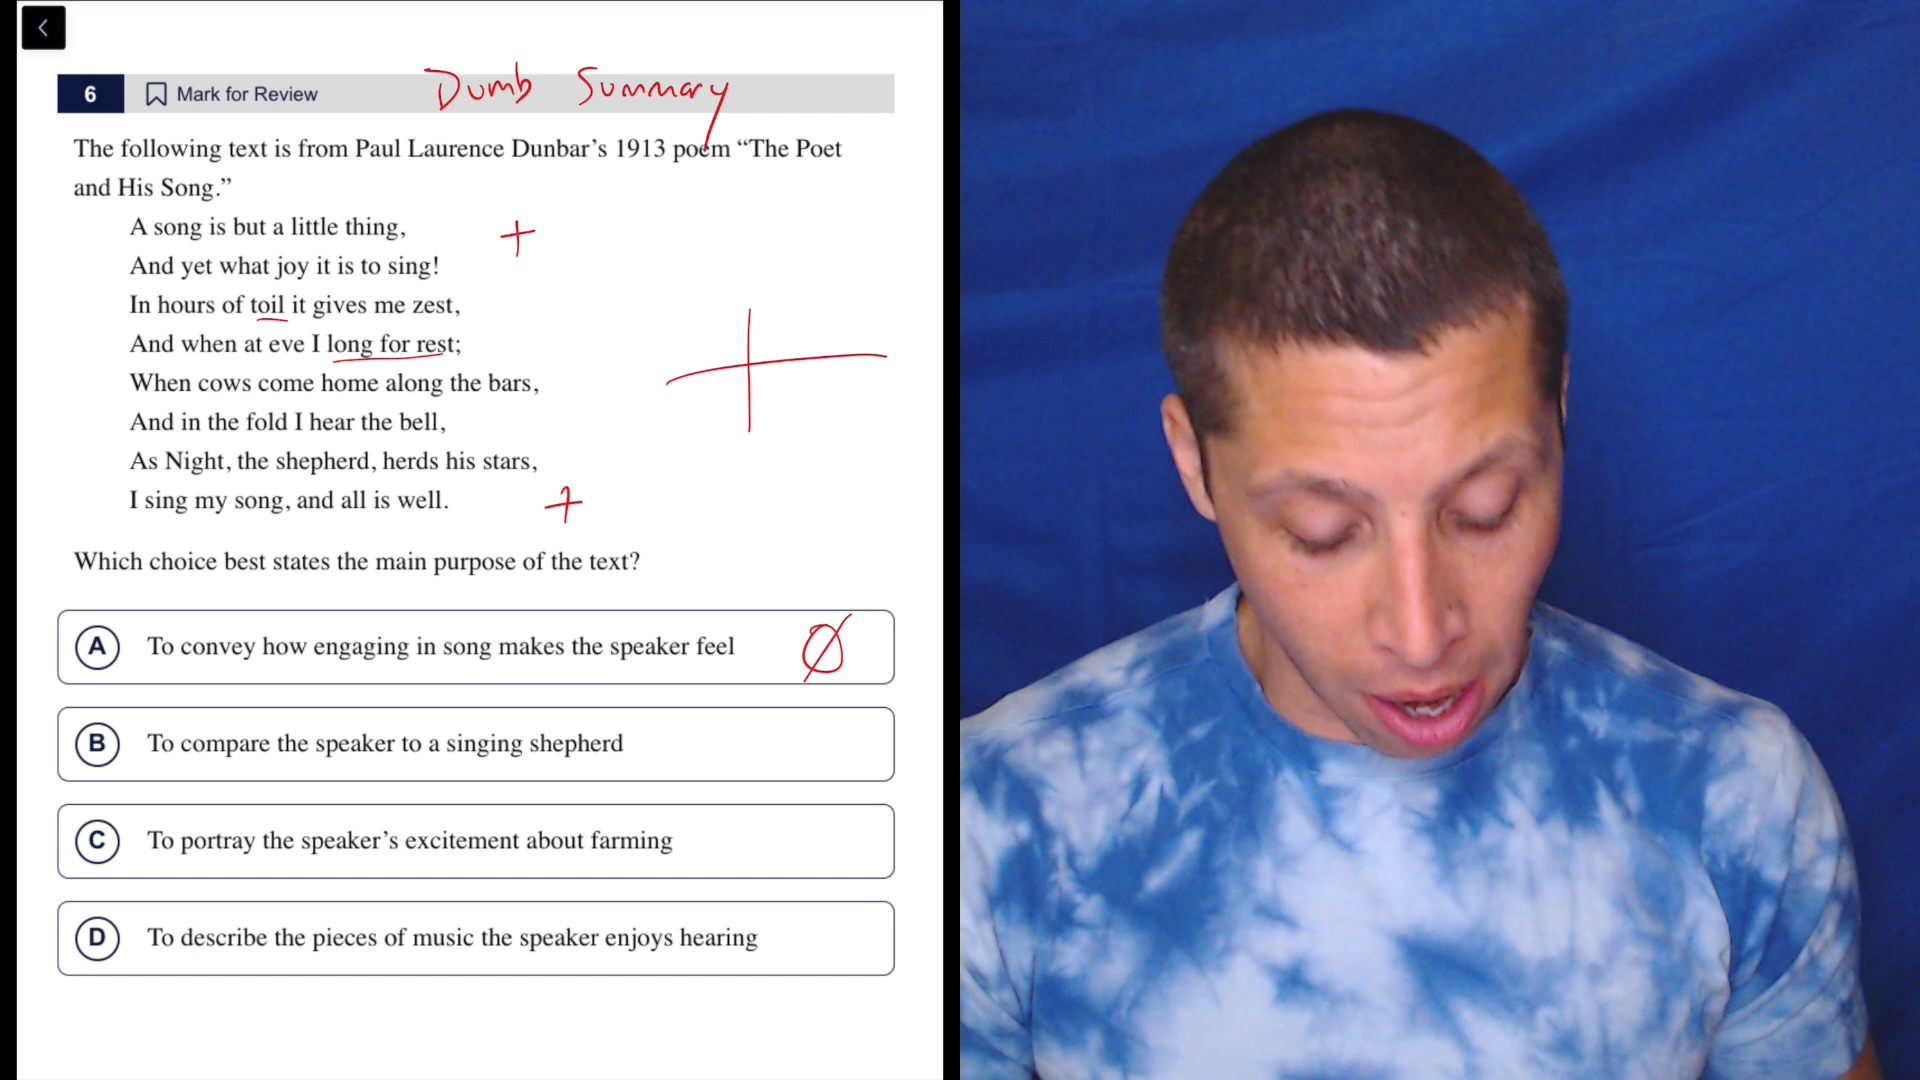 Dumb Summary
6 Mark for Review
The following text is from Paul Laurence Dunbar’s 1913 poem “The Poet
and His Song.”
A song is but a little thing,
And yet what joy it is to sing!
In hours of toil it gives me zest,
And when at eve I long for rest;
When cows come home along the bars,
And in the fold I hear the bell,
As Night, the shepherd, herds his stars,
I sing my song, and all is well.
Which choice best states the main purpose of the text?
A To convey how engaging in song makes the speaker feel
B To compare the speaker to a singing shepherd
C To portray the speaker’s excitement about farming
D To describe the pieces of music the speaker enjoys hearing